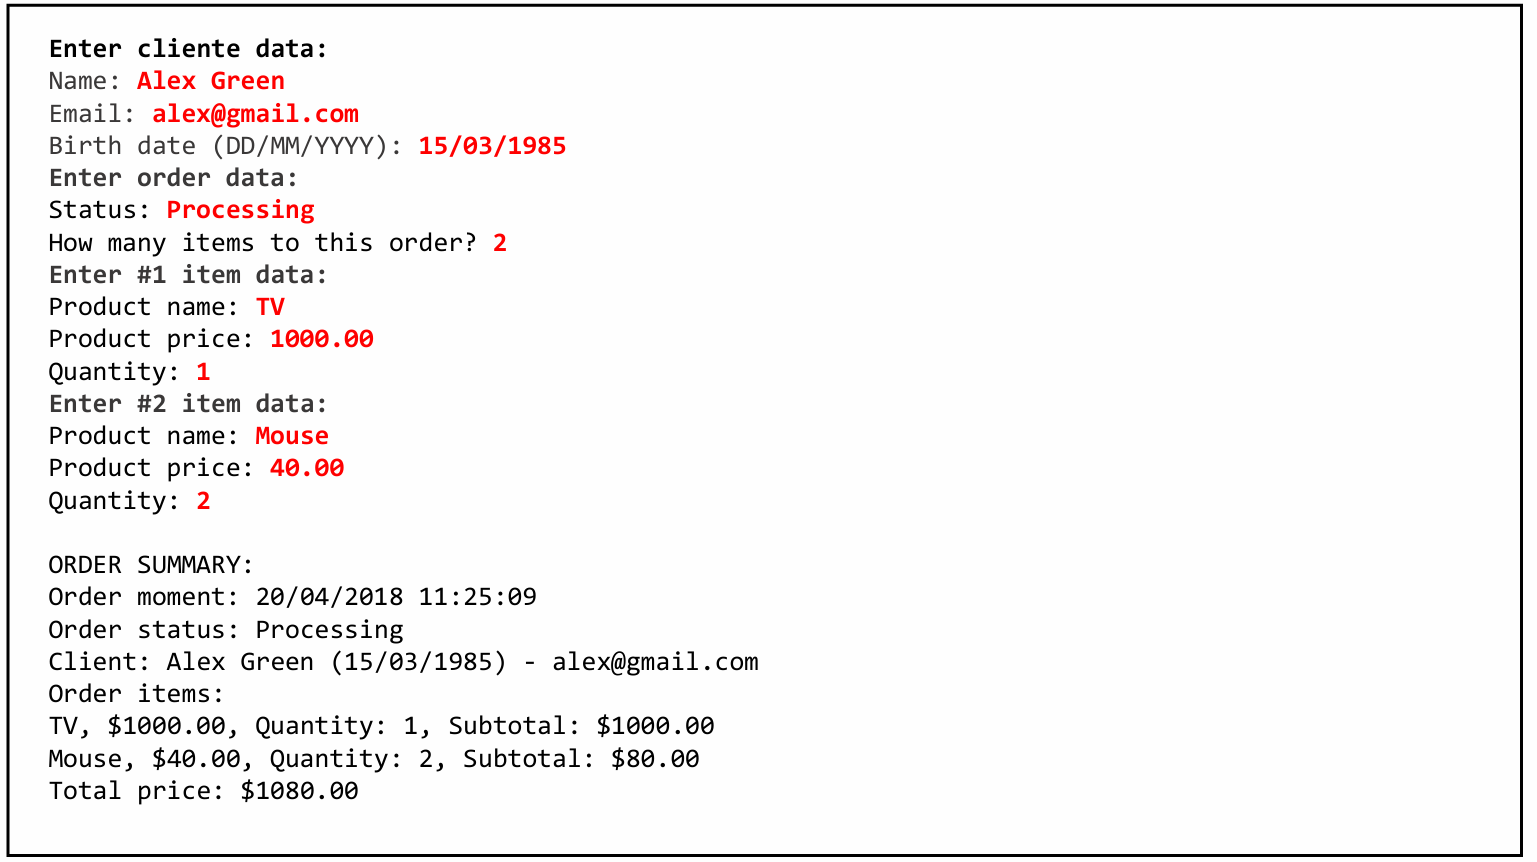 Enter cliente data:
Name: Alex Green
Email: alex@gmail.com
Birth date (DD/MM/YYYY): 15/03/1985
Enter order data:
Status: Processing
How many items to this order? 2
Enter #1 item data:
Product name: TV
Product price: 1000.00
Quantity: 1
Enter #2 item data:
Product name: Mouse
Product price: 40.00
Quantity: 2

ORDER SUMMARY:
Order moment: 20/04/2018 11:25:09
Order status: Processing
Client: Alex Green (15/03/1985) - alex@gmail.com
Order items:
TV, $1000.00, Quantity: 1, Subtotal: $1000.00
Mouse, $40.00, Quantity: 2, Subtotal: $80.00
Total price: $1080.00